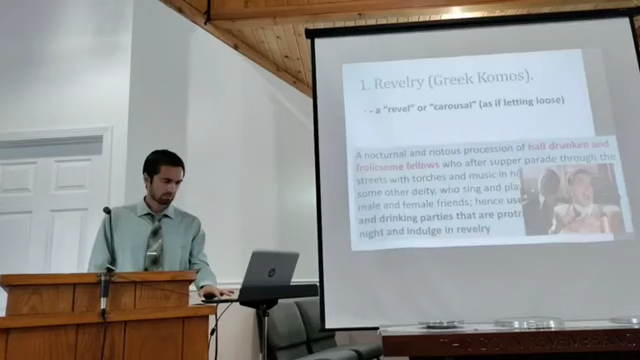 1. Revelry (Greek Komos).
- - a "revel" or "carousal" (as if letting loose)
A nocturnal and riotous procession of half drunken and
frolicsome fellows who after supper parade through the
streets with torches and music in
some other deity, who sing and
male and female friends; hence
and drinking parties that are
night and indulge in revelry
hp